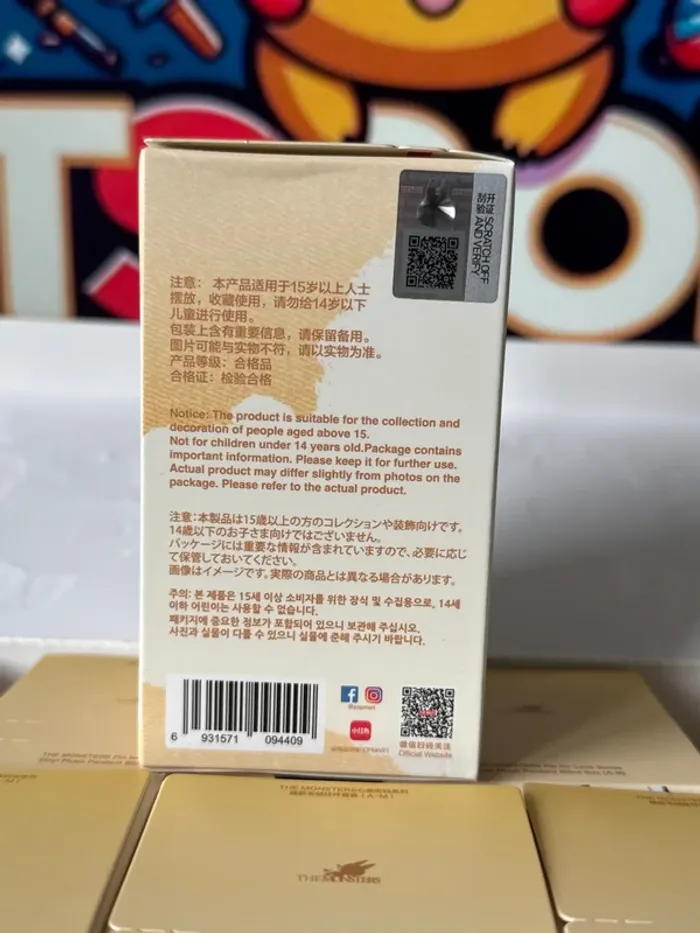 开 证 SCRATCH OFF
刮 验 AND VERIFY
注意： 本产品适用于15岁以上人士
摆放，收藏使用，请勿给14岁以下
儿童进行使用。
包装上含有重要信息，请保留备用。
图片可能与实物不符，请以实物为准。
产品等级：合格品
合格证：检验合格
Notice: The product is suitable for the collection and
decoration of people aged above 15.
Not for children under 14 years old.Package contains
important information. Please keep it for further use.
Actual product may differ slightly from photos on the
package. Please refer to the actual product.
注意：本製品は15歳以上の方のコレクションや装飾向けです。
14歳以下のお子さま向けではございません。
パッケージには重要な情報が含まれていますので、必要に応じ
て保管しておいてください。
画像はイメージです。実際の商品とは異なる場合があります。
주의: 본 제품은 15세 이상 소비자를 위한 장식 및 수집용으로, 14세
이하 어린이는 사용할 수 없습니다.
패키지에 중요한 정보가 포함되어 있으니 보관해 주십시오.
사진과 실물이 다를 수 있으니 실물에 준해 주시기 바랍니다.
6 931571 094409
@popmart
小红书
微信扫码关注
Official Website
THE MONSTERS